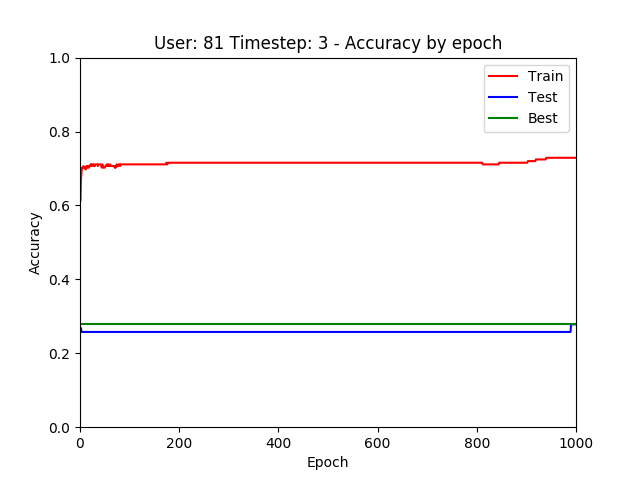 User: 81 Timestep: 3 - Accuracy by epoch
1.0
0.8
0.6
0.4
0.2
0.0
Accuracy
Train
Test
Best
0 200 400 600 800 1000
Epoch